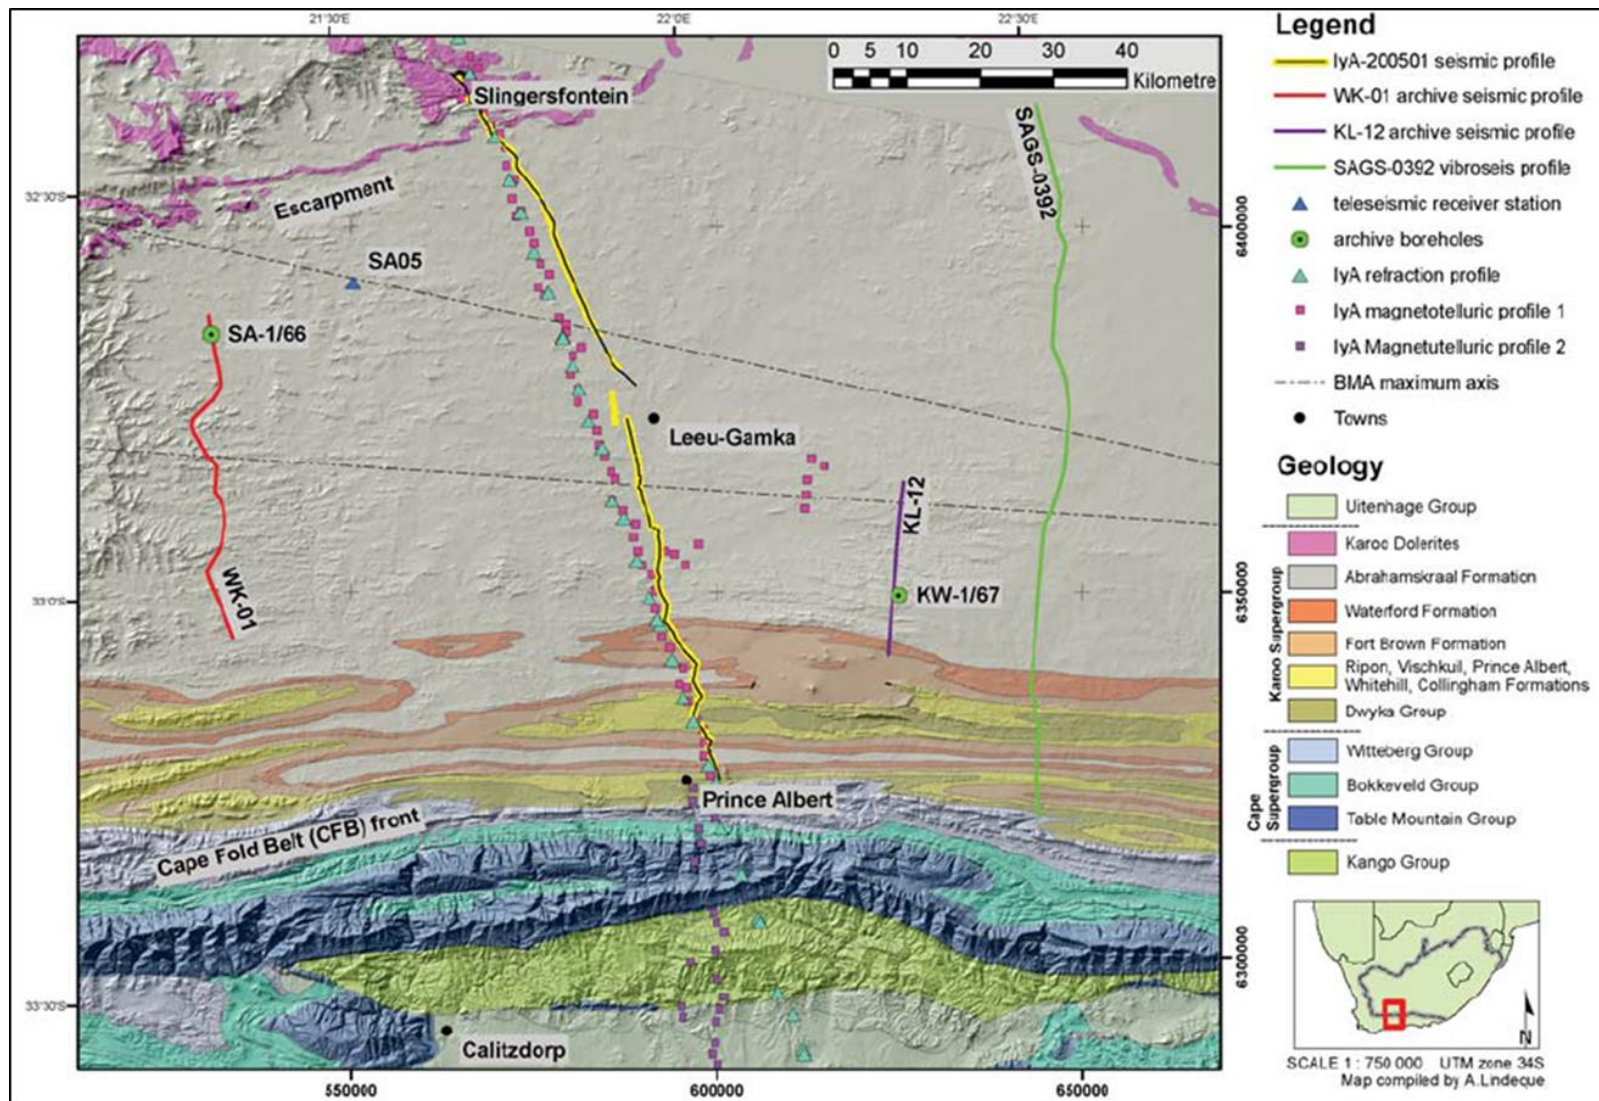 21°30'E 22°0'E 22°30'E
0 5 10 20 30 40
Kilometre
Slingersfontein
SAGS-0392
32°30'S
Escarpment
6400000
SA05
SA-1/66
Leeu-Gamka
KL-12
WK-01
KW-1/67
33°0'S
6350000
Prince Albert
Cape Fold Belt (CFB) front
6300000
33°30'S
Calitzdorp
550000 600000 650000
Legend
IyA-200501 seismic profile
WK-01 archive seismic profile
KL-12 archive seismic profile
SAGS-0392 vibroseis profile
teleseismic receiver station
archive boreholes
IyA refraction profile
IyA magnetotelluric profile 1
IyA Magnetutelluric profile 2
BMA maximum axis
Towns
Geology
Uitenhage Group
Karoo Supergroup
Karoo Dolerites
Abrahamskraal Formation
Waterford Formation
Fort Brown Formation
Ripon, Vischkuil, Prince Albert,
Whitehill, Collingham Formations
Dwyka Group
Cape
Supergroup
Witteberg Group
Bokkeveld Group
Table Mountain Group
Kango Group
N
SCALE 1 : 750 000 UTM zone 34S
Map compiled by A.Lindeque